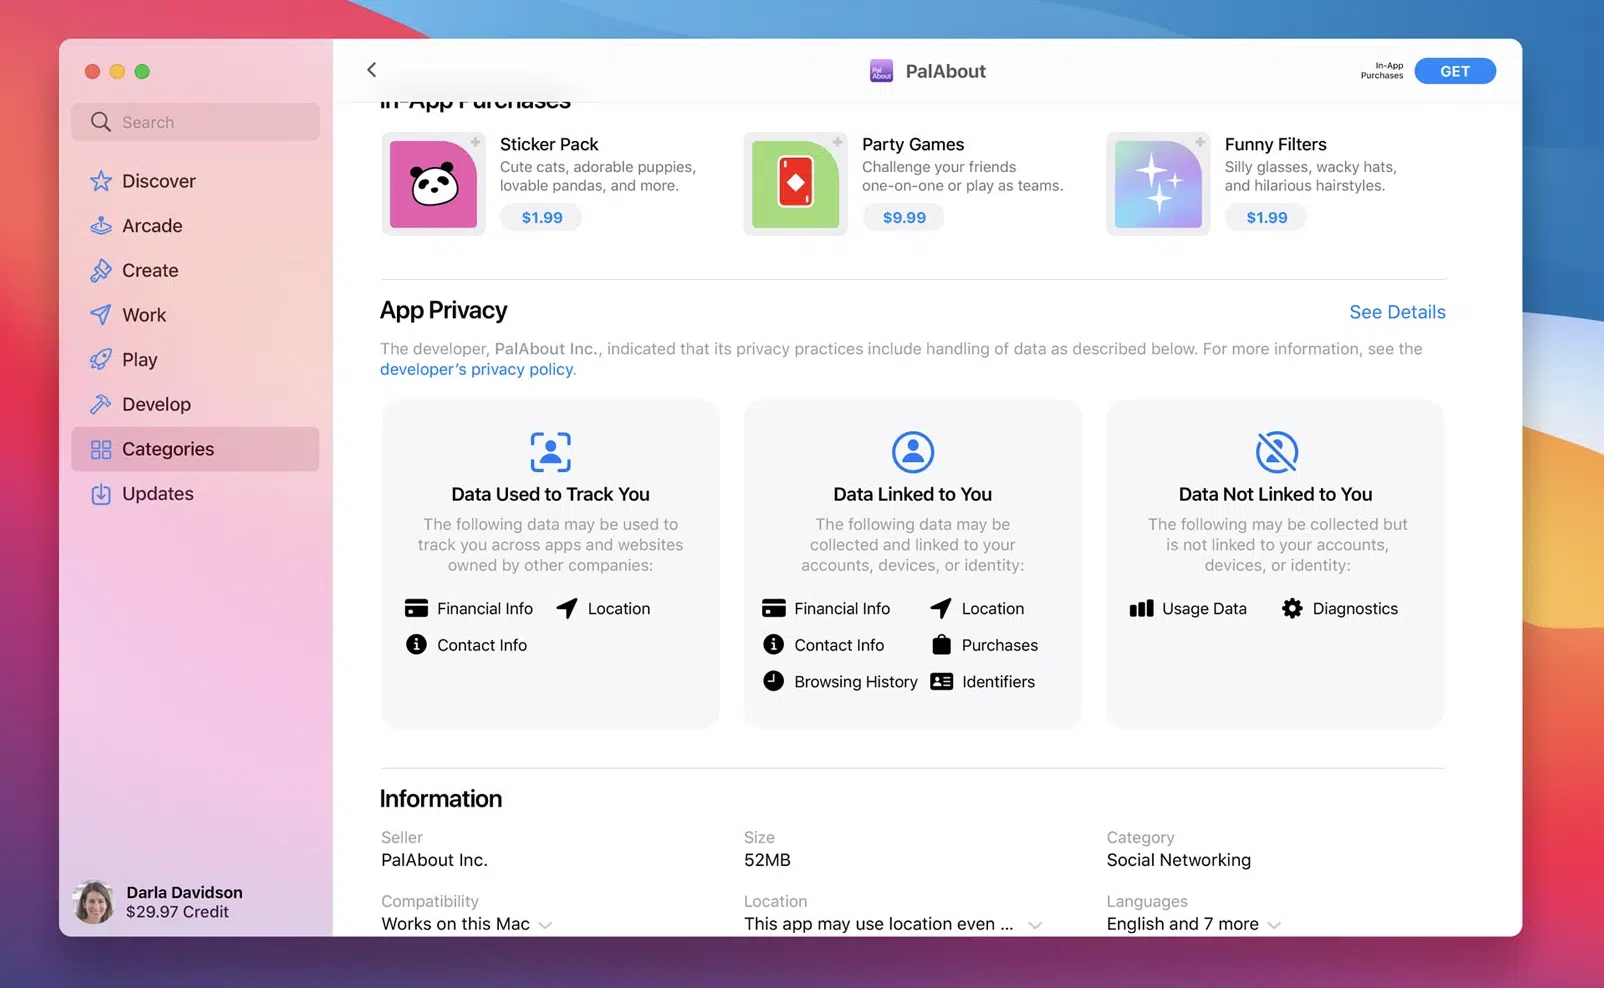 Search
Discover
Arcade
Create
Work
Play
Develop
Categories
Updates
Darla Davidson
$29.97 Credit
Pal About
PalAbout
In-App
Purchases
GET
In-App Purchases
Sticker Pack
Cute cats, adorable puppies,
lovable pandas, and more.
$1.99
Party Games
Challenge your friends
one-on-one or play as teams.
$9.99
Funny Filters
Silly glasses, wacky hats,
and hilarious hairstyles.
$1.99
App Privacy
See Details
The developer, PalAbout Inc., indicated that its privacy practices include handling of data as described below. For more information, see the
developer’s privacy policy.
Data Used to Track You
The following data may be used to
track you across apps and websites
owned by other companies:
Financial Info
Location
Contact Info
Data Linked to You
The following data may be
collected and linked to your
accounts, devices, or identity:
Financial Info
Location
Contact Info
Purchases
Browsing History
Identifiers
Data Not Linked to You
The following may be collected but
is not linked to your accounts,
devices, or identity:
Usage Data
Diagnostics
Information
Seller
PalAbout Inc.
Size
52MB
Category
Social Networking
Compatibility
Works on this Mac
Location
This app may use location even ...
Languages
English and 7 more